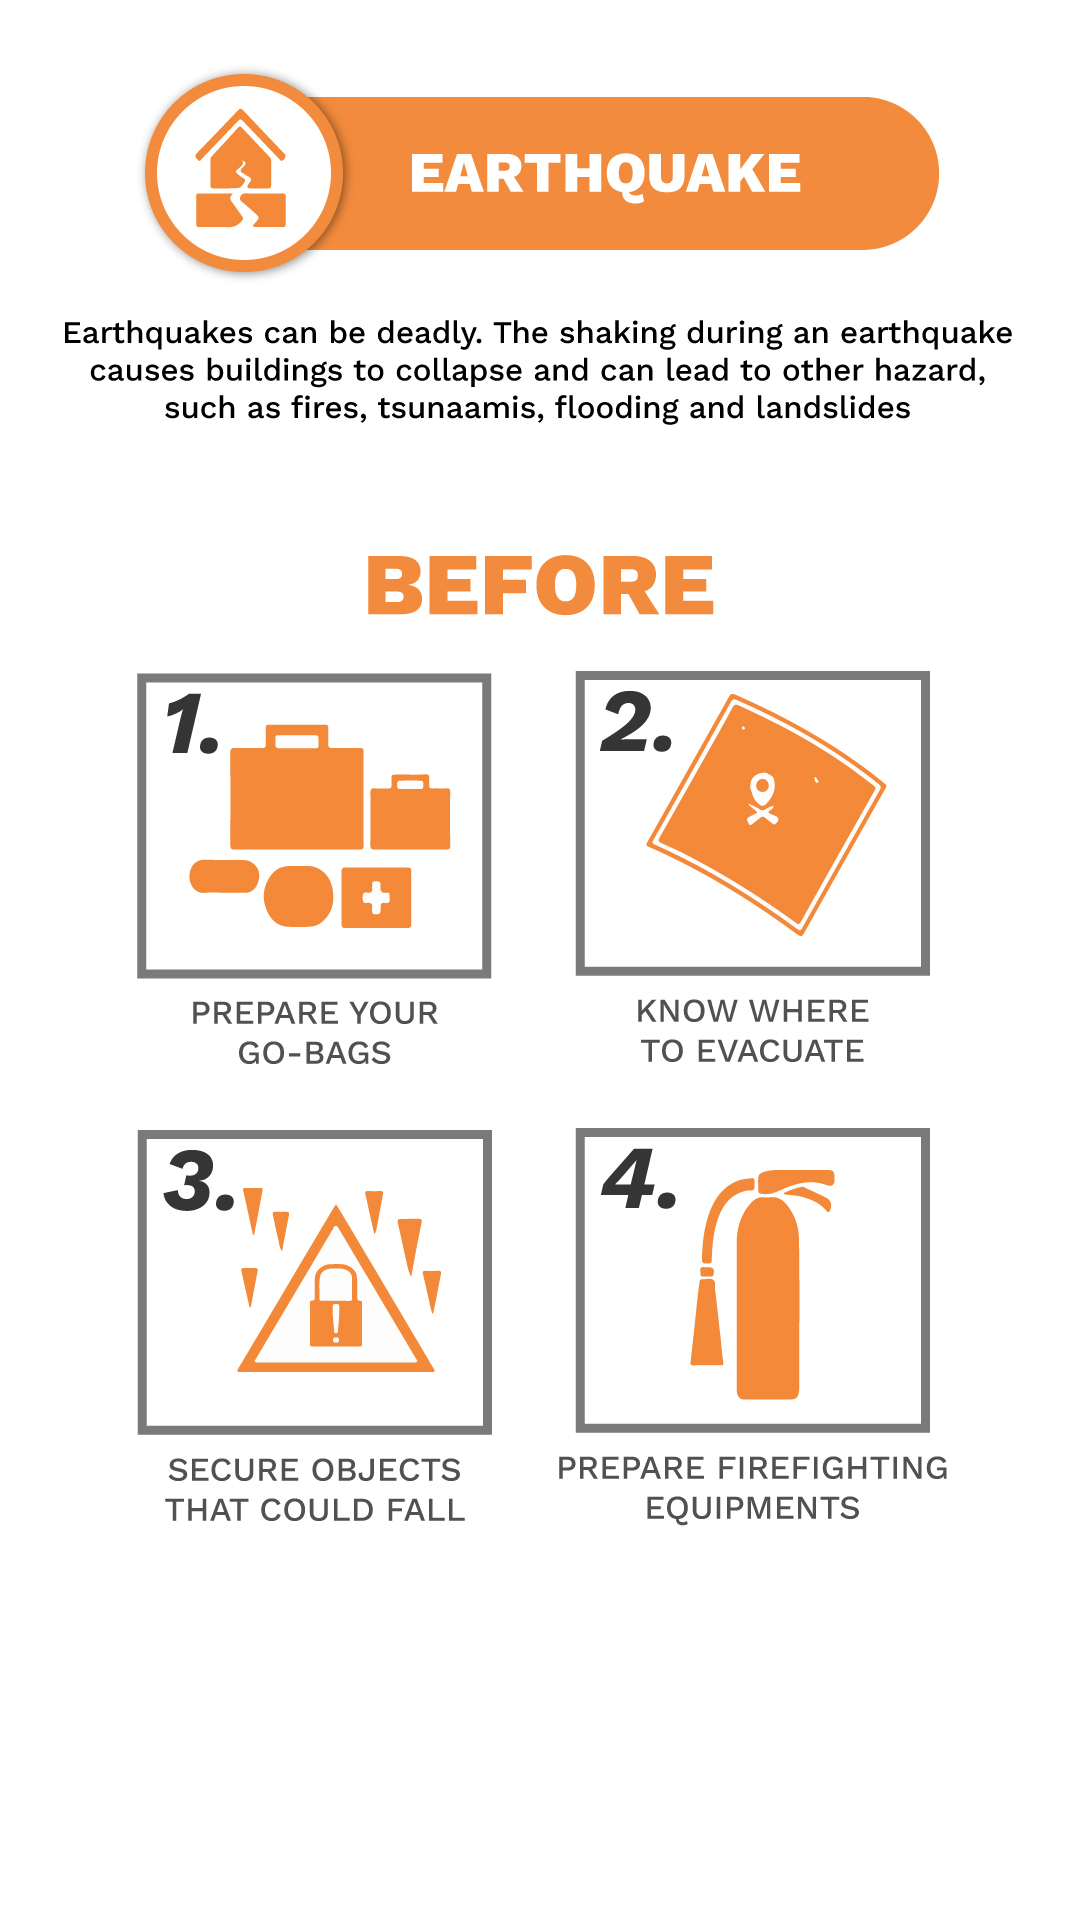 EARTHQUAKE
Earthquakes can be deadly. The shaking during an earthquake
causes buildings to collapse and can lead to other hazard,
such as fires, tsunaamis, flooding and landslides
BEFORE
1.
PREPARE YOUR
GO-BAGS
2.
KNOW WHERE
TO EVACUATE
3.
!
SECURE OBJECTS
THAT COULD FALL
4.
PREPARE FIREFIGHTING
EQUIPMENTS